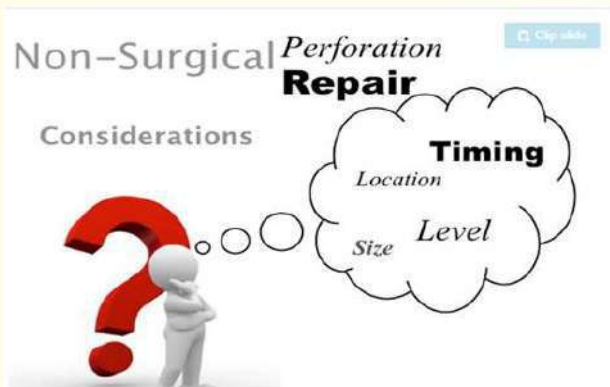 Non-Surgical Perforation
Repair
Clip slide
Considerations
Timing
Location
Level
Size